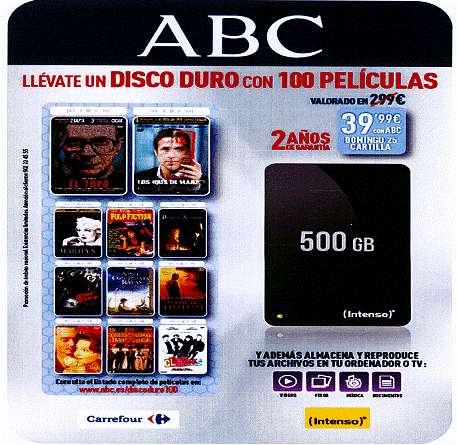 ABC
LLÉVATE UN DISCO DURO CON 100 PELÍCULAS
VALORADO EN 299€
39'99€
CON ABC
DOMINGO 25
CARTILLA
2 AÑOS
DE GARANTÍA
EL TOPO
LOS IDUS DE MARZO
MARILYN
PULP FICTION
500 GB
(Intenso)®
CLERKS
Consulta el listado completo de películas en:
www.abc.es/discoduro100
Y ADEMÁS ALMACENA Y REPRODUCE
TUS ARCHIVOS EN TU ORDENADOR O TV:
VIDEOS FOTOS MÚSICA DOCUMENTOS
Carrefour
(Intenso)®